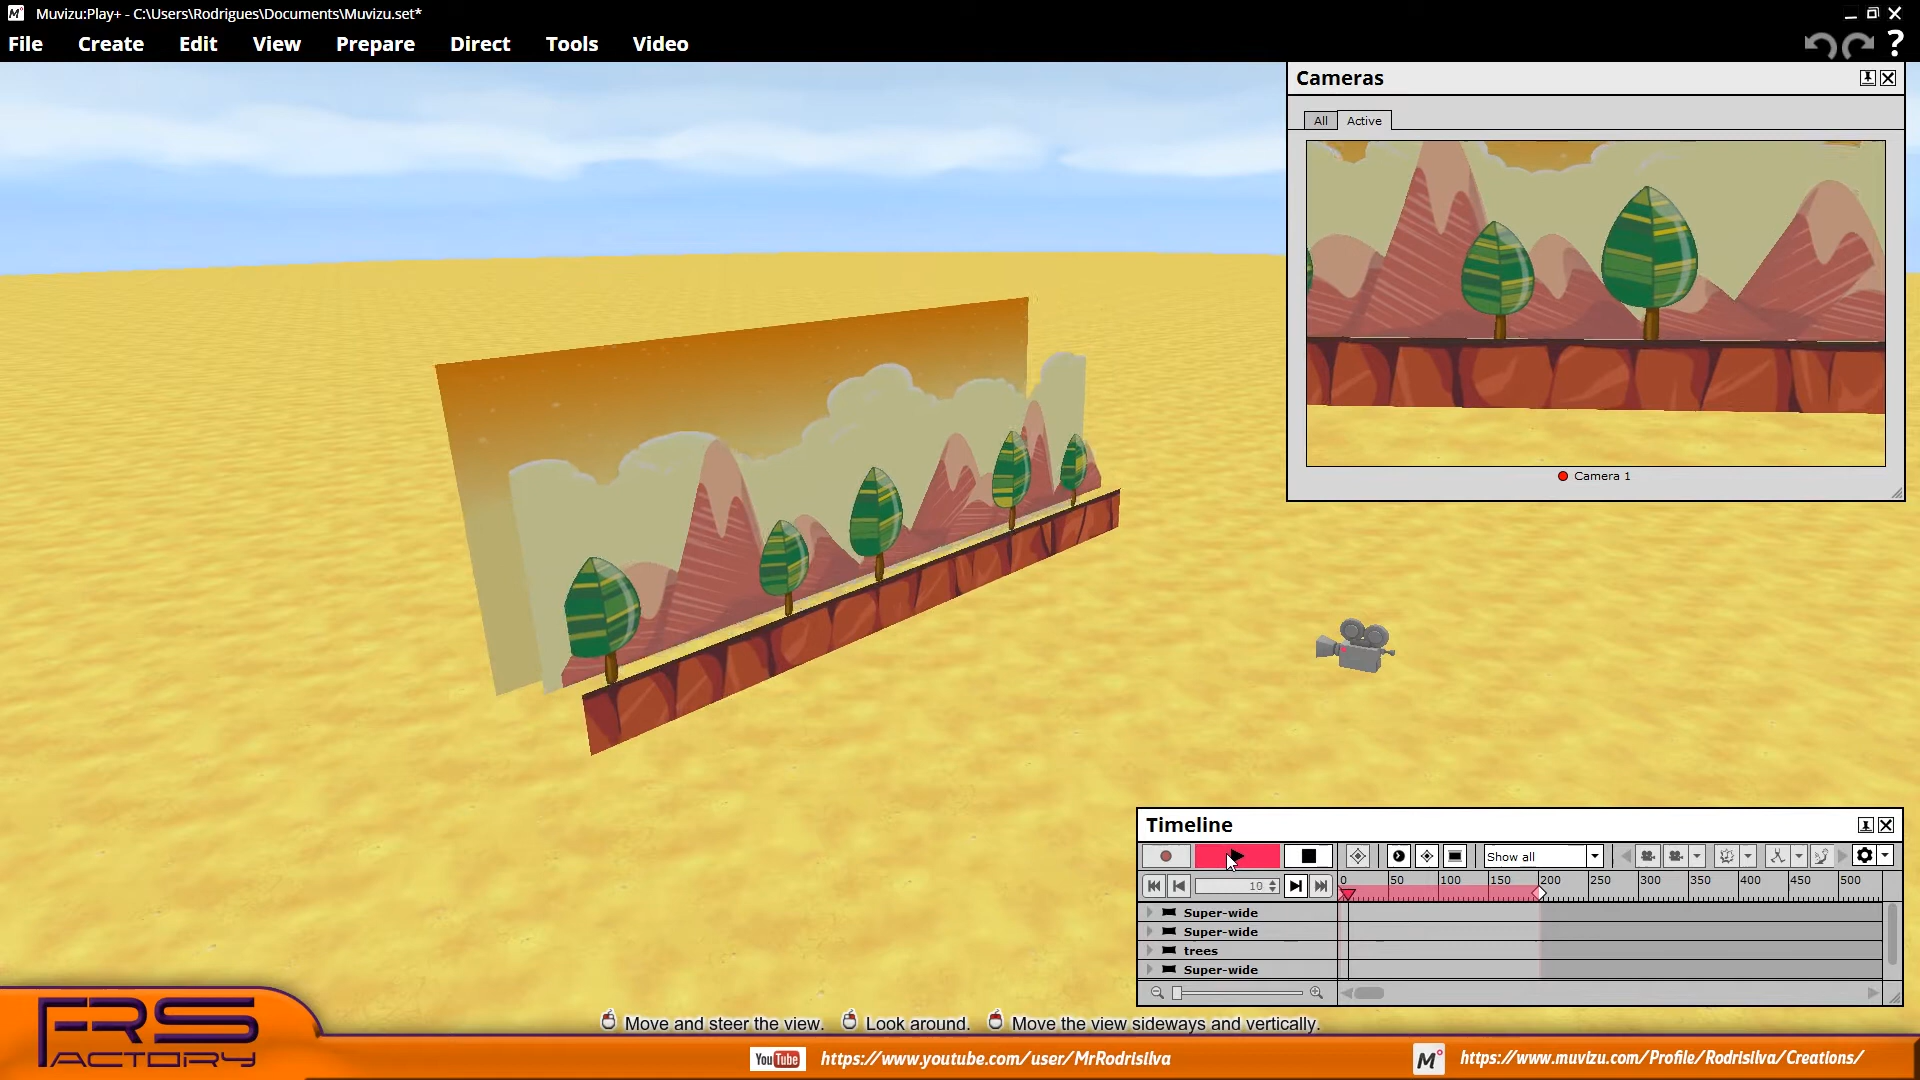 Muvizu:Play+ - C:\Users\Rodrigues\Documents\Muvizu.set*
File Create Edit View Prepare Direct Tools Video ?
Cameras
All Active
Camera 1
Timeline
Show all
10 0 50 100 150 200 250 300 350 400 450 500
Super-wide
Super-wide
trees
Super-wide
Move and steer the view. Look around. Move the view sideways and vertically.
FRS
FACTORY
YouTube https://www.youtube.com/user/MrRodrisilva
M https://www.muvizu.com/Profile/Rodrisilva/Creations/